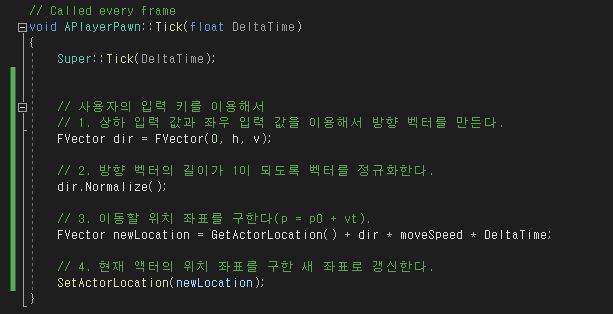 // Called every frame
void APlayerPawn::Tick(float DeltaTime)
{
Super::Tick(DeltaTime);
// 사용자의 입력 키를 이용해서
// 1. 상하 입력 값과 좌우 입력 값을 이용해서 방향 벡터를 만든다.
FVector dir = FVector(0, h, v);
// 2. 방향 벡터의 길이가 1이 되도록 벡터를 정규화한다.
dir.Normalize();
// 3. 이동할 위치 좌표를 구한다(p = p0 + vt).
FVector newLocation = GetActorLocation() + dir * moveSpeed * DeltaTime;
// 4. 현재 액터의 위치 좌표를 구한 새 좌표로 갱신한다.
SetActorLocation(newLocation);
}